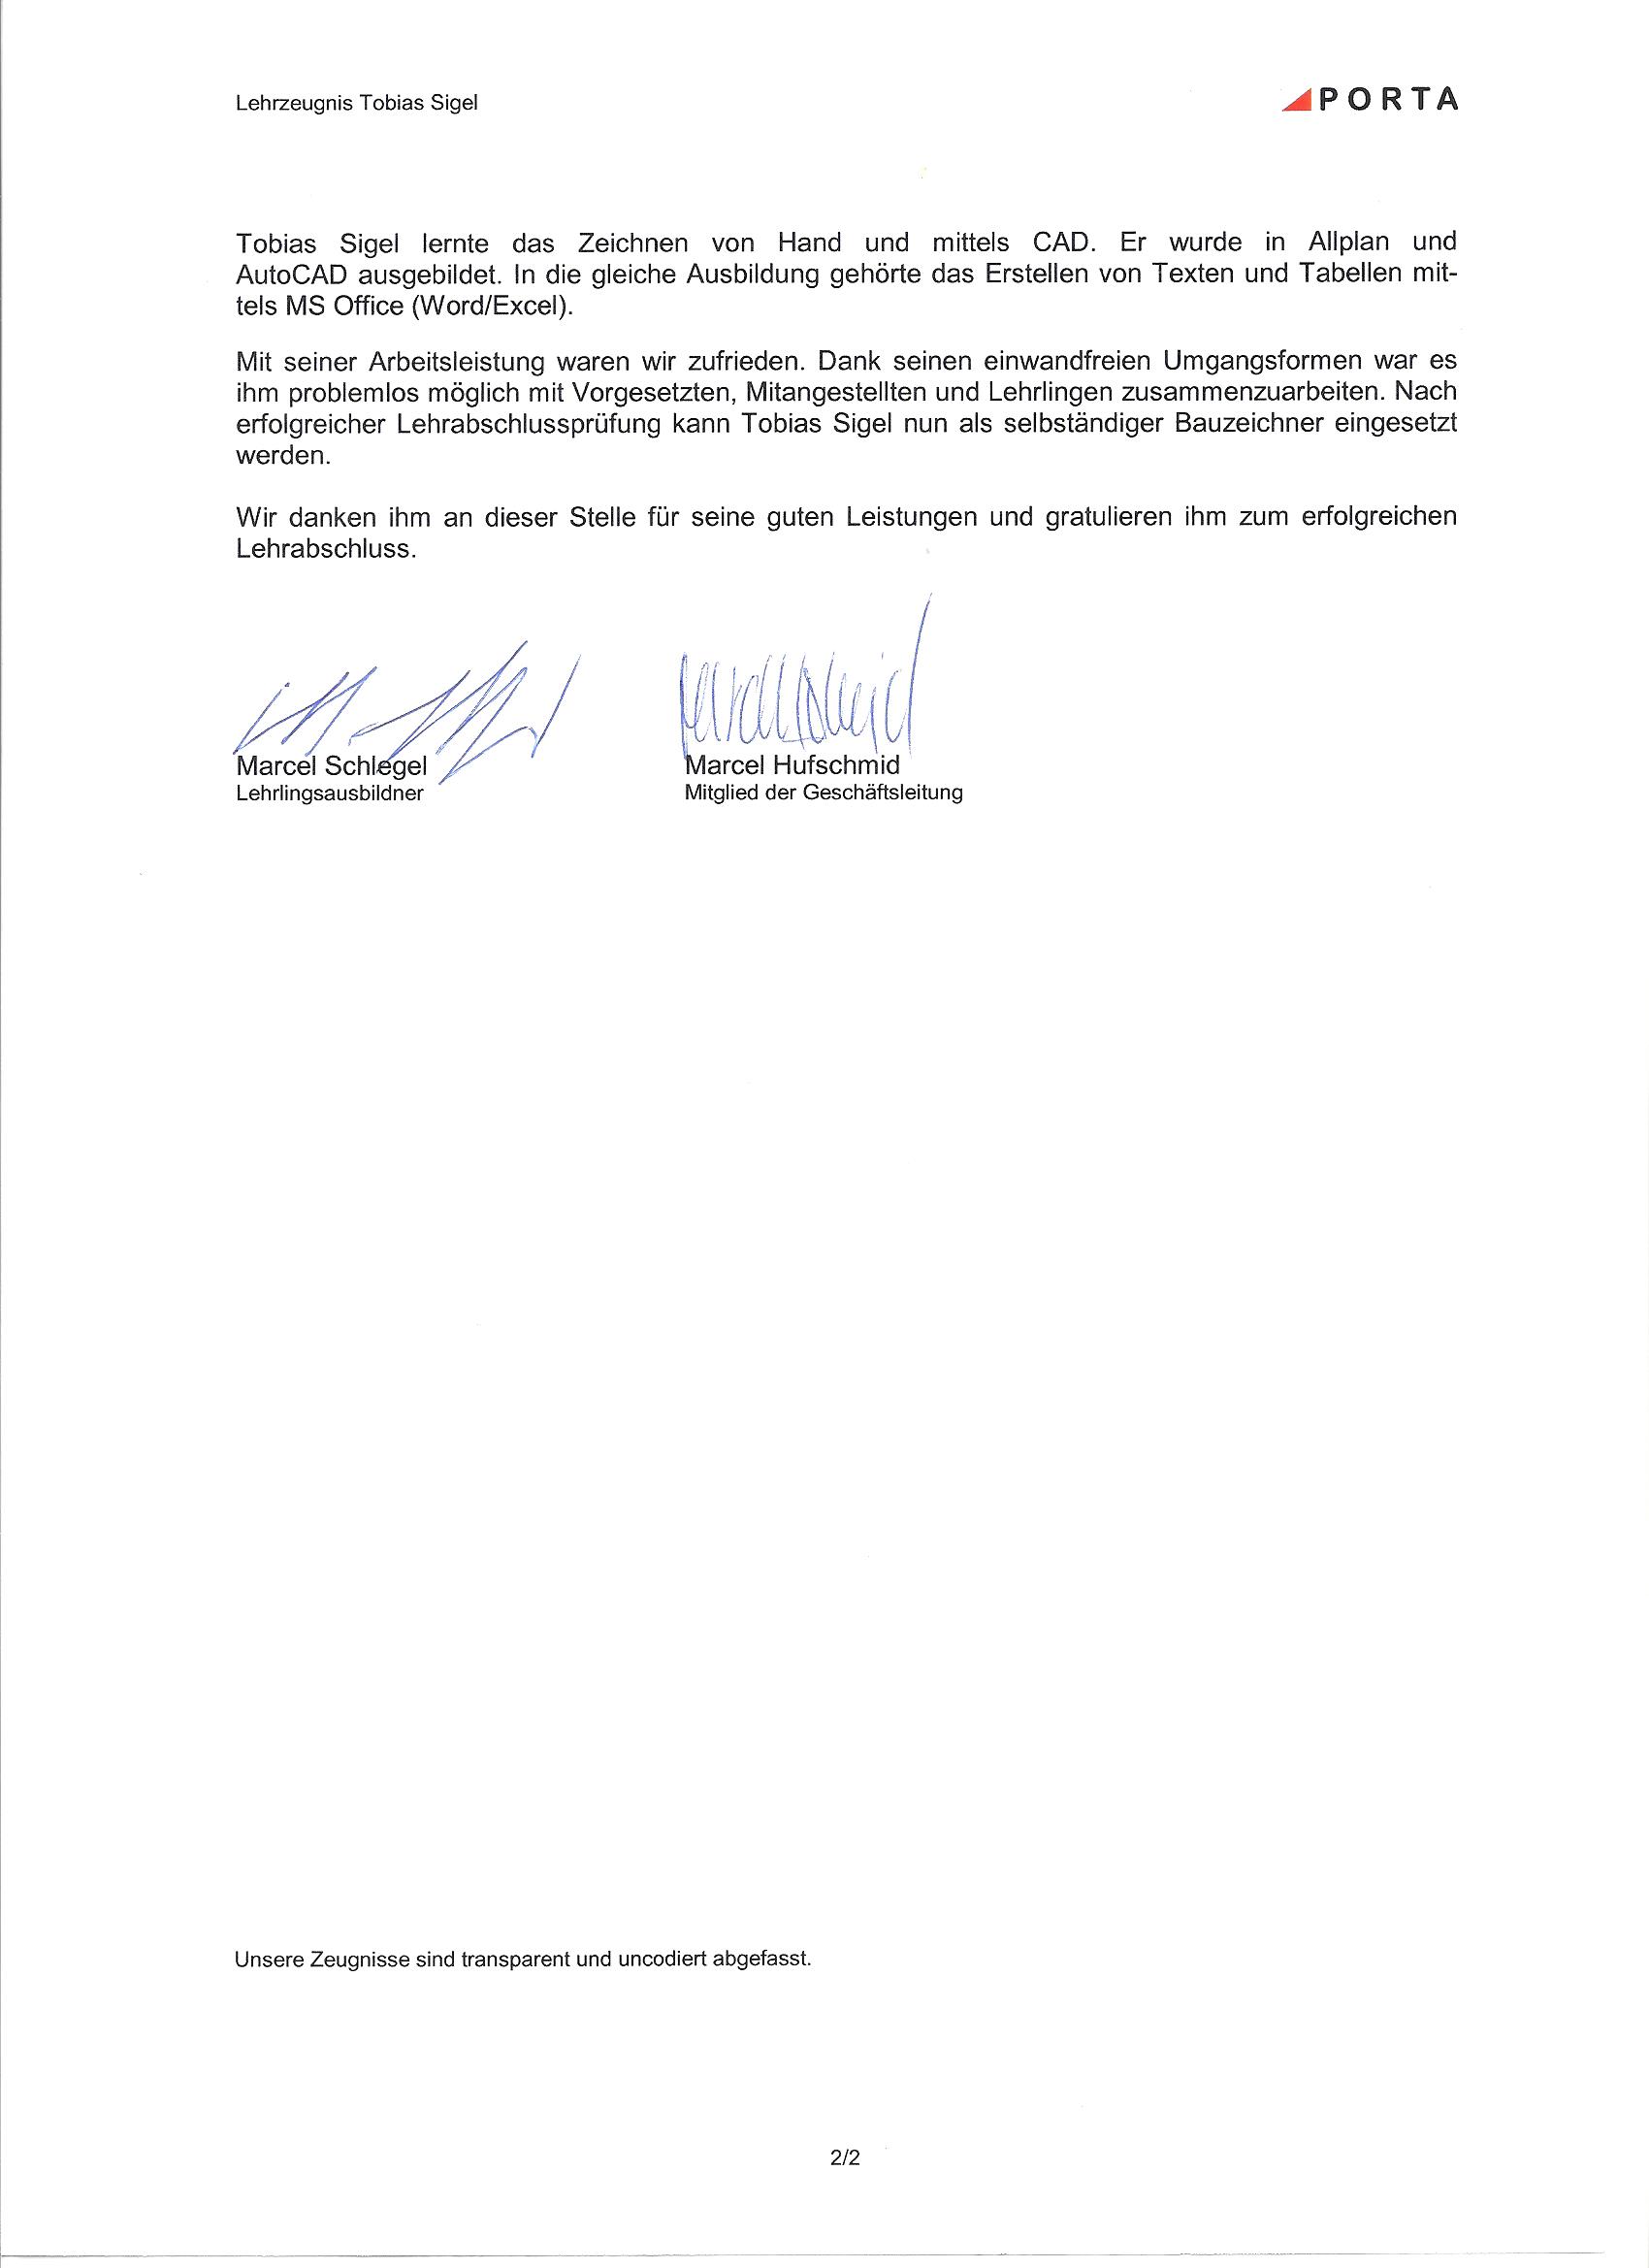 Lehrzeugnis Tobias Sigel
PORTA
Tobias Sigel lernte das Zeichnen von Hand und mittels CAD. Er wurde in Allplan und
AutoCAD ausgebildet. In die gleiche Ausbildung gehörte das Erstellen von Texten und Tabellen mit-
tels MS Office (Word/Excel).
Mit seiner Arbeitsleistung waren wir zufrieden. Dank seinen einwandfreien Umgangsformen war es
ihm problemlos möglich mit Vorgesetzten, Mitangestellten und Lehrlingen zusammenzuarbeiten. Nach
erfolgreicher Lehrabschlussprüfung kann Tobias Sigel nun als selbständiger Bauzeichner eingesetzt
werden.
Wir danken ihm an dieser Stelle für seine guten Leistungen und gratulieren ihm zum erfolgreichen
Lehrabschluss.
Marcel Schlegel
Lehrlingsausbildner
Marcel Hufschmid
Mitglied der Geschäftsleitung
Unsere Zeugnisse sind transparent und uncodiert abgefasst.
2/2